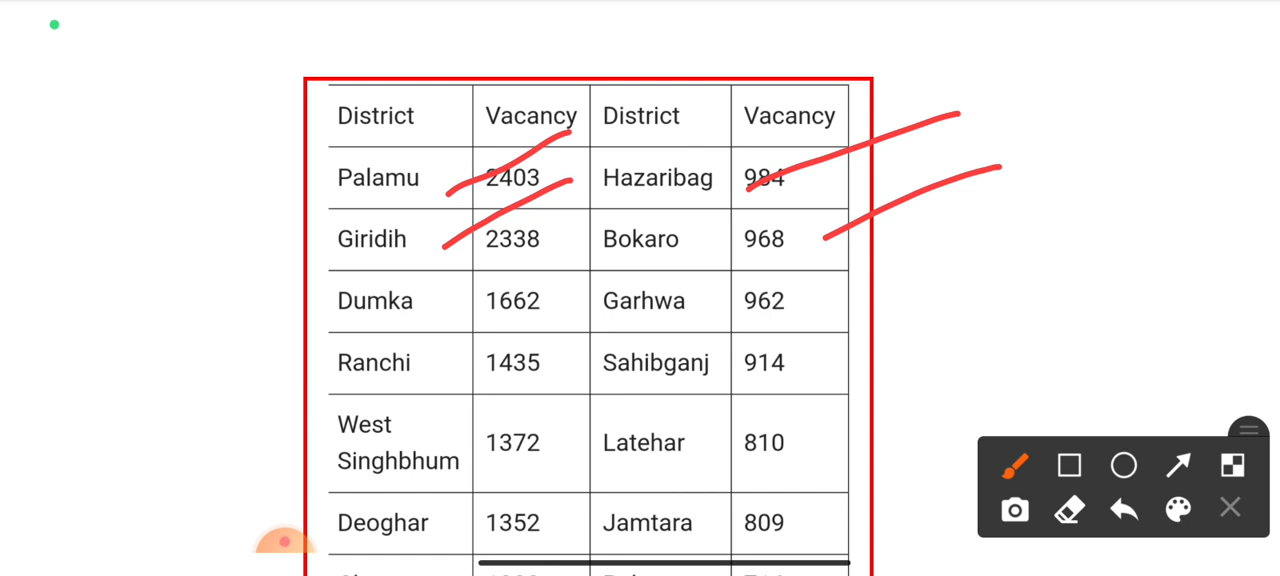 District Vacancy District Vacancy
Palamu 2403 Hazaribag 984
Giridih 2338 Bokaro 968
Dumka 1662 Garhwa 962
Ranchi 1435 Sahibganj 914
West Singhbhum 1372 Latehar 810
Deoghar 1352 Jamtara 809